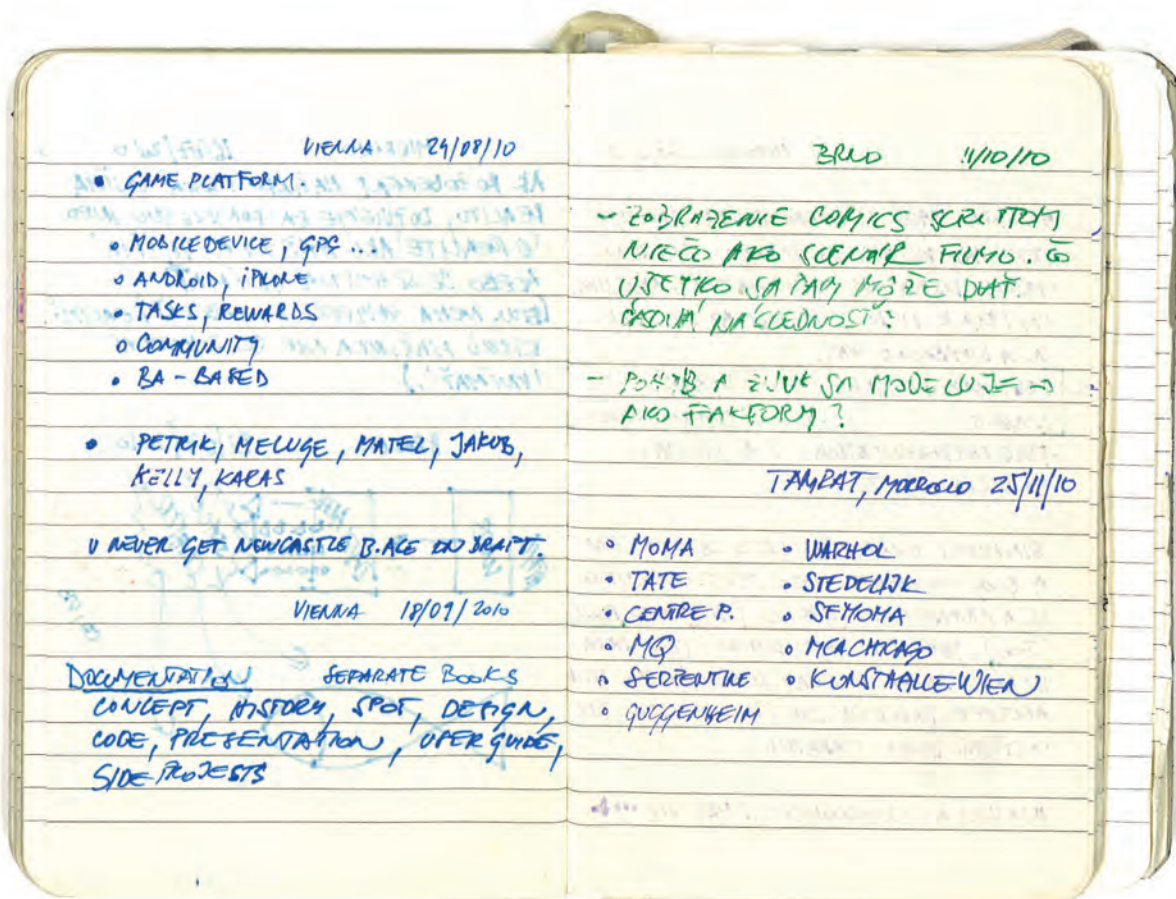 VIENNA 24/08/10
• GAME PLATFORM.
• MOBILE DEVICE, GPS ...
• ANDROID, iPHONE
• TASKS, REWARDS
• COMMUNITY
• BA-BASED
• PETRIK, MELUGE, MATEL, JAKUB,
KELLY, KARAS
U NEVER GET NEWCASTLE B. ALE ON DRAFT.
VIENNA 18/09/2010
DOCUMENTATION SEPARATE BOOKS
CONCEPT, HISTORY, SPOT, DESIGN,
CODE, PRESENTATION, USER GUIDE,
SIDE PROJESTS
BRNO 11/10/10
- ZOBRAZENIE COMICS SCRIPTOM
NIEČO AKO SCENÁR FILMU. ČO
VŠETKO SA TAM MÔŽE DIAŤ.
ČASOVÁ NÁSLEDNOSŤ?
- POHYB A ZVUK SA MODELUJE →
AKO ?
MOROCCO 25/11/10
• MOMA • WARHOL
• TATE • STEDELIJK
• CENTRE P. • SFMOMA
• MQ • MCA CHICAGO
• SERPENTINE • KUNSTHALLE WIEN
• GUGGENHEIM